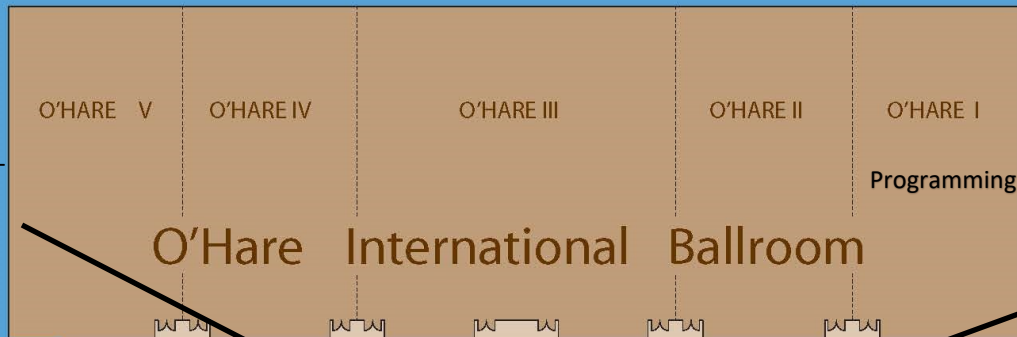 O'HARE V O'HARE IV O'HARE III O'HARE II O'HARE I
Programming
O'Hare International Ballroom